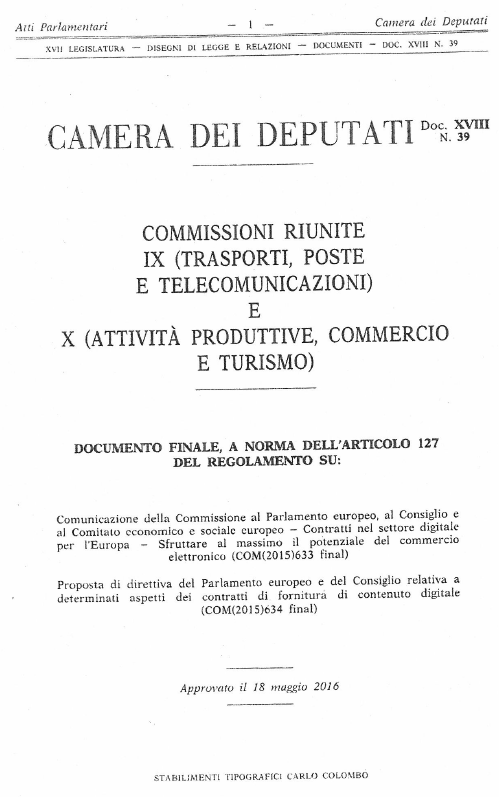 Atti Parlamentari — 1 — Camera dei Deputati
XVII LEGISLATURA — DISEGNI DI LEGGE E RELAZIONI — DOCUMENTI — DOC. XVIII N. 39
CAMERA DEI DEPUTATI Doc. XVIII
N. 39
COMMISSIONI RIUNITE
IX (TRASPORTI, POSTE
E TELECOMUNICAZIONI)
E
X (ATTIVITÀ PRODUTTIVE, COMMERCIO
E TURISMO)
DOCUMENTO FINALE, A NORMA DELL'ARTICOLO 127
DEL REGOLAMENTO SU:
Comunicazione della Commissione al Parlamento europeo, al Consiglio e
al Comitato economico e sociale europeo – Contratti nel settore digitale
per l'Europa – Sfruttare al massimo il potenziale del commercio
elettronico (COM(2015)633 final)
Proposta di direttiva del Parlamento europeo e del Consiglio relativa a
determinati aspetti dei contratti di fornitura di contenuto digitale
(COM(2015)634 final)
Approvato il 18 maggio 2016
STABILIMENTI TIPOGRAFICI CARLO COLOMBO